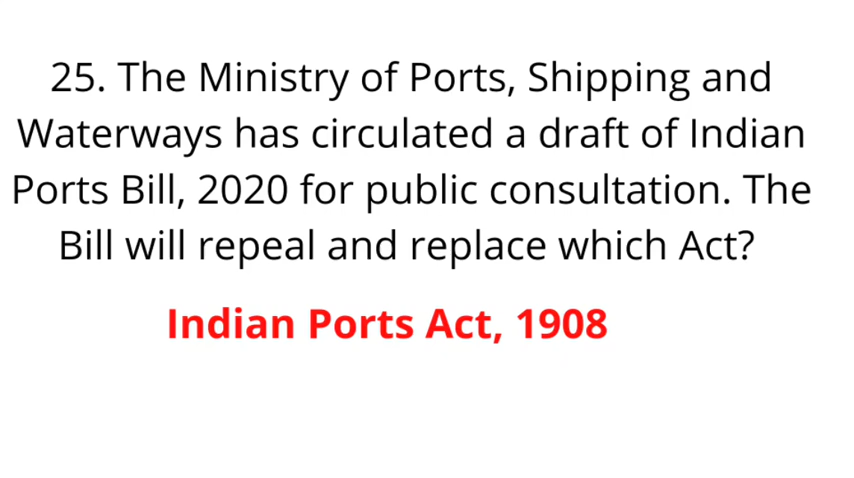 25. The Ministry of Ports, Shipping and
Waterways has circulated a draft of Indian
Ports Bill, 2020 for public consultation. The
Bill will repeal and replace which Act?
Indian Ports Act, 1908